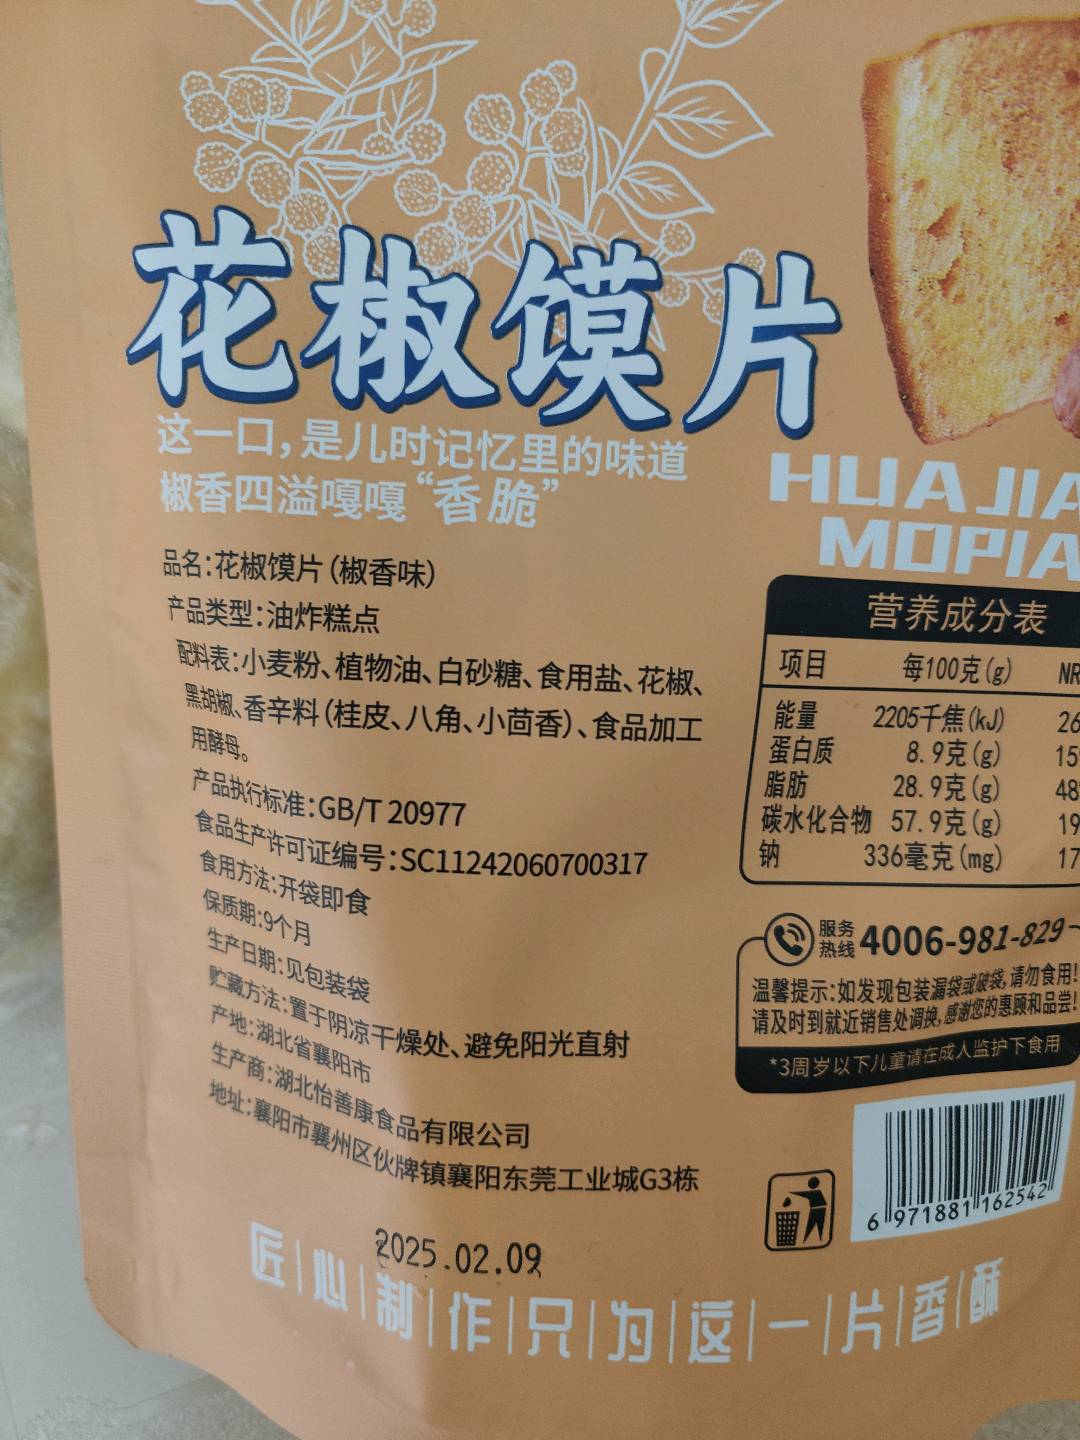 花椒馍片
这一口，是儿时记忆里的味道
椒香四溢嘎嘎“香脆”
HUAJIA
MOPIA
品名：花椒馍片（椒香味）
产品类型：油炸糕点
配料表：小麦粉、植物油、白砂糖、食用盐、花椒、
黑胡椒、香辛料（桂皮、八角、小茴香）、食品加工
用酵母。
产品执行标准：GB/T 20977
食品生产许可证编号：SC11242060700317
食用方法：开袋即食
保质期：9个月
生产日期：见包装袋
贮藏方法：置于阴凉干燥处、避免阳光直射
产地：湖北省襄阳市
生产商：湖北怡善康食品有限公司
地址：襄阳市襄州区伙牌镇襄阳东莞工业城G3栋
营养成分表
项目 每100克(g) NR
能量 2205千焦(kJ) 26
蛋白质 8.9克(g) 15
脂肪 28.9克(g) 48
碳水化合物 57.9克(g) 19
钠 336毫克(mg) 17
服务
热线 4006-981-829
温馨提示：如发现包装漏袋或破袋，请勿食用！
请及时到就近销售处调换，感谢您的惠顾和品尝！
*3周岁以下儿童请在成人监护下食用
6 971881 162542
2025.02.09
匠|心|制|作|只|为|这|一|片|香|酥